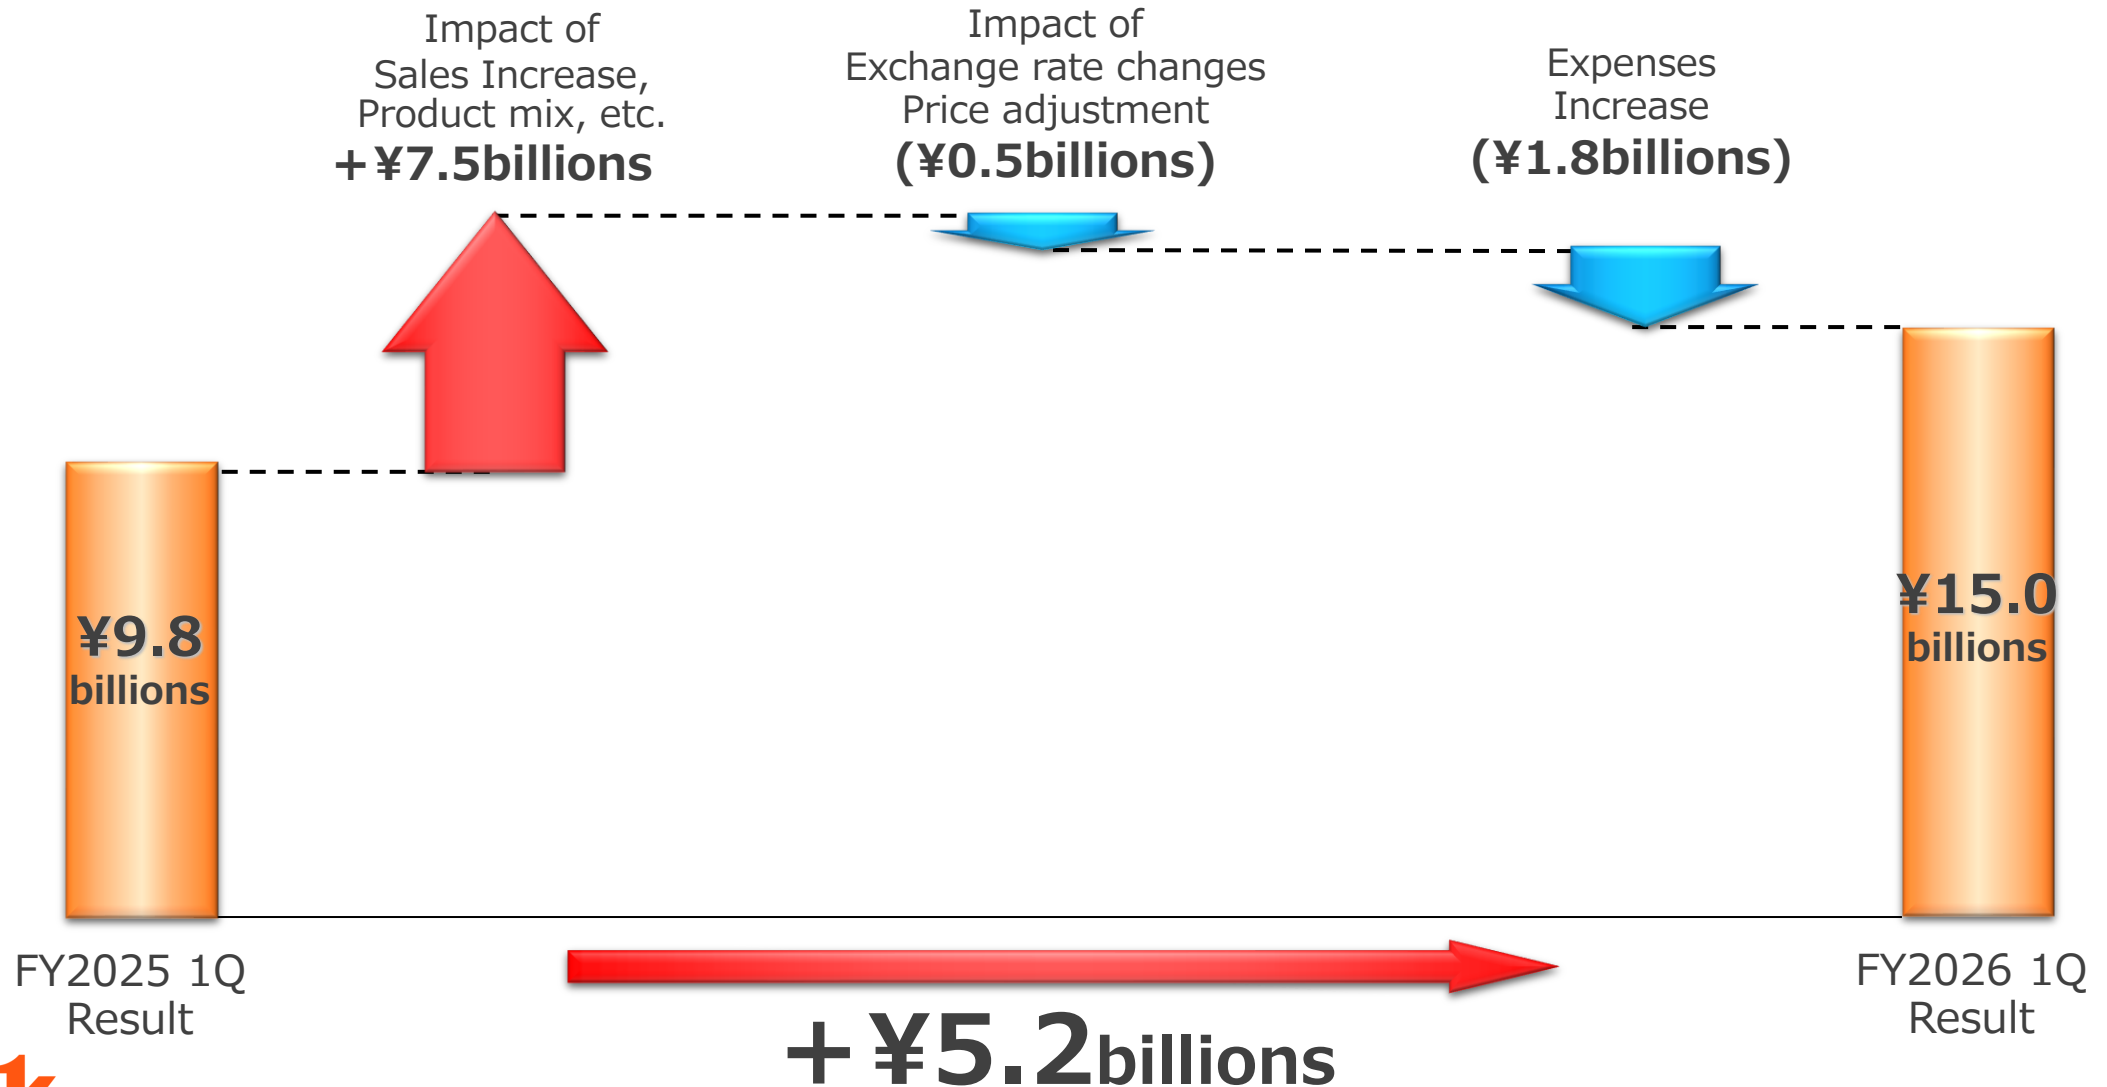 Impact of
Sales Increase,
Product mix, etc.
+¥7.5billions
Impact of
Exchange rate changes
Price adjustment
(¥0.5billions)
Expenses
Increase
(¥1.8billions)
¥9.8
billions
¥15.0
billions
FY2025 1Q
Result
FY2026 1Q
Result
+¥5.2billions